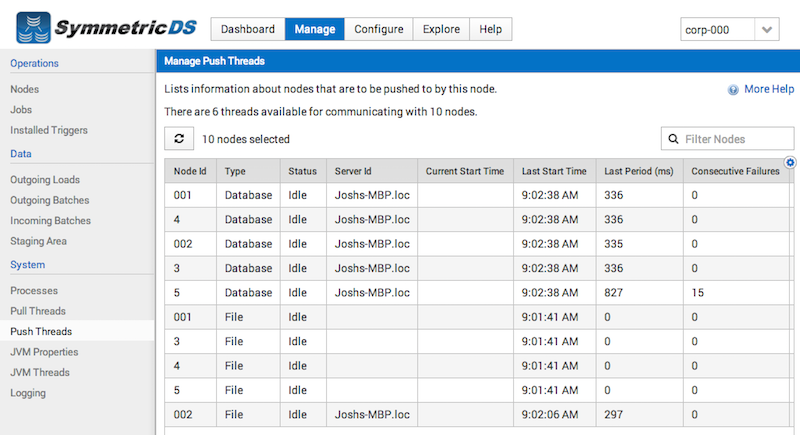 SymmetricDS
Dashboard Manage Configure Explore Help
corp-000
Operations
Nodes
Jobs
Installed Triggers
Data
Outgoing Loads
Outgoing Batches
Incoming Batches
Staging Area
System
Processes
Pull Threads
Push Threads
JVM Properties
JVM Threads
Logging
Manage Push Threads
Lists information about nodes that are to be pushed to by this node.
More Help
There are 6 threads available for communicating with 10 nodes.
10 nodes selected
Filter Nodes
Node Id Type Status Server Id Current Start Time Last Start Time Last Period (ms) Consecutive Failures
001 Database Idle Joshs-MBP.loc 9:02:38 AM 336 0
4 Database Idle Joshs-MBP.loc 9:02:38 AM 336 0
002 Database Idle Joshs-MBP.loc 9:02:38 AM 335 0
3 Database Idle Joshs-MBP.loc 9:02:38 AM 336 0
5 Database Idle Joshs-MBP.loc 9:02:38 AM 827 15
001 File Idle 9:01:41 AM 0 0
3 File Idle 9:01:41 AM 0 0
4 File Idle 9:01:41 AM 0 0
5 File Idle 9:01:41 AM 0 0
002 File Idle Joshs-MBP.loc 9:02:06 AM 297 0